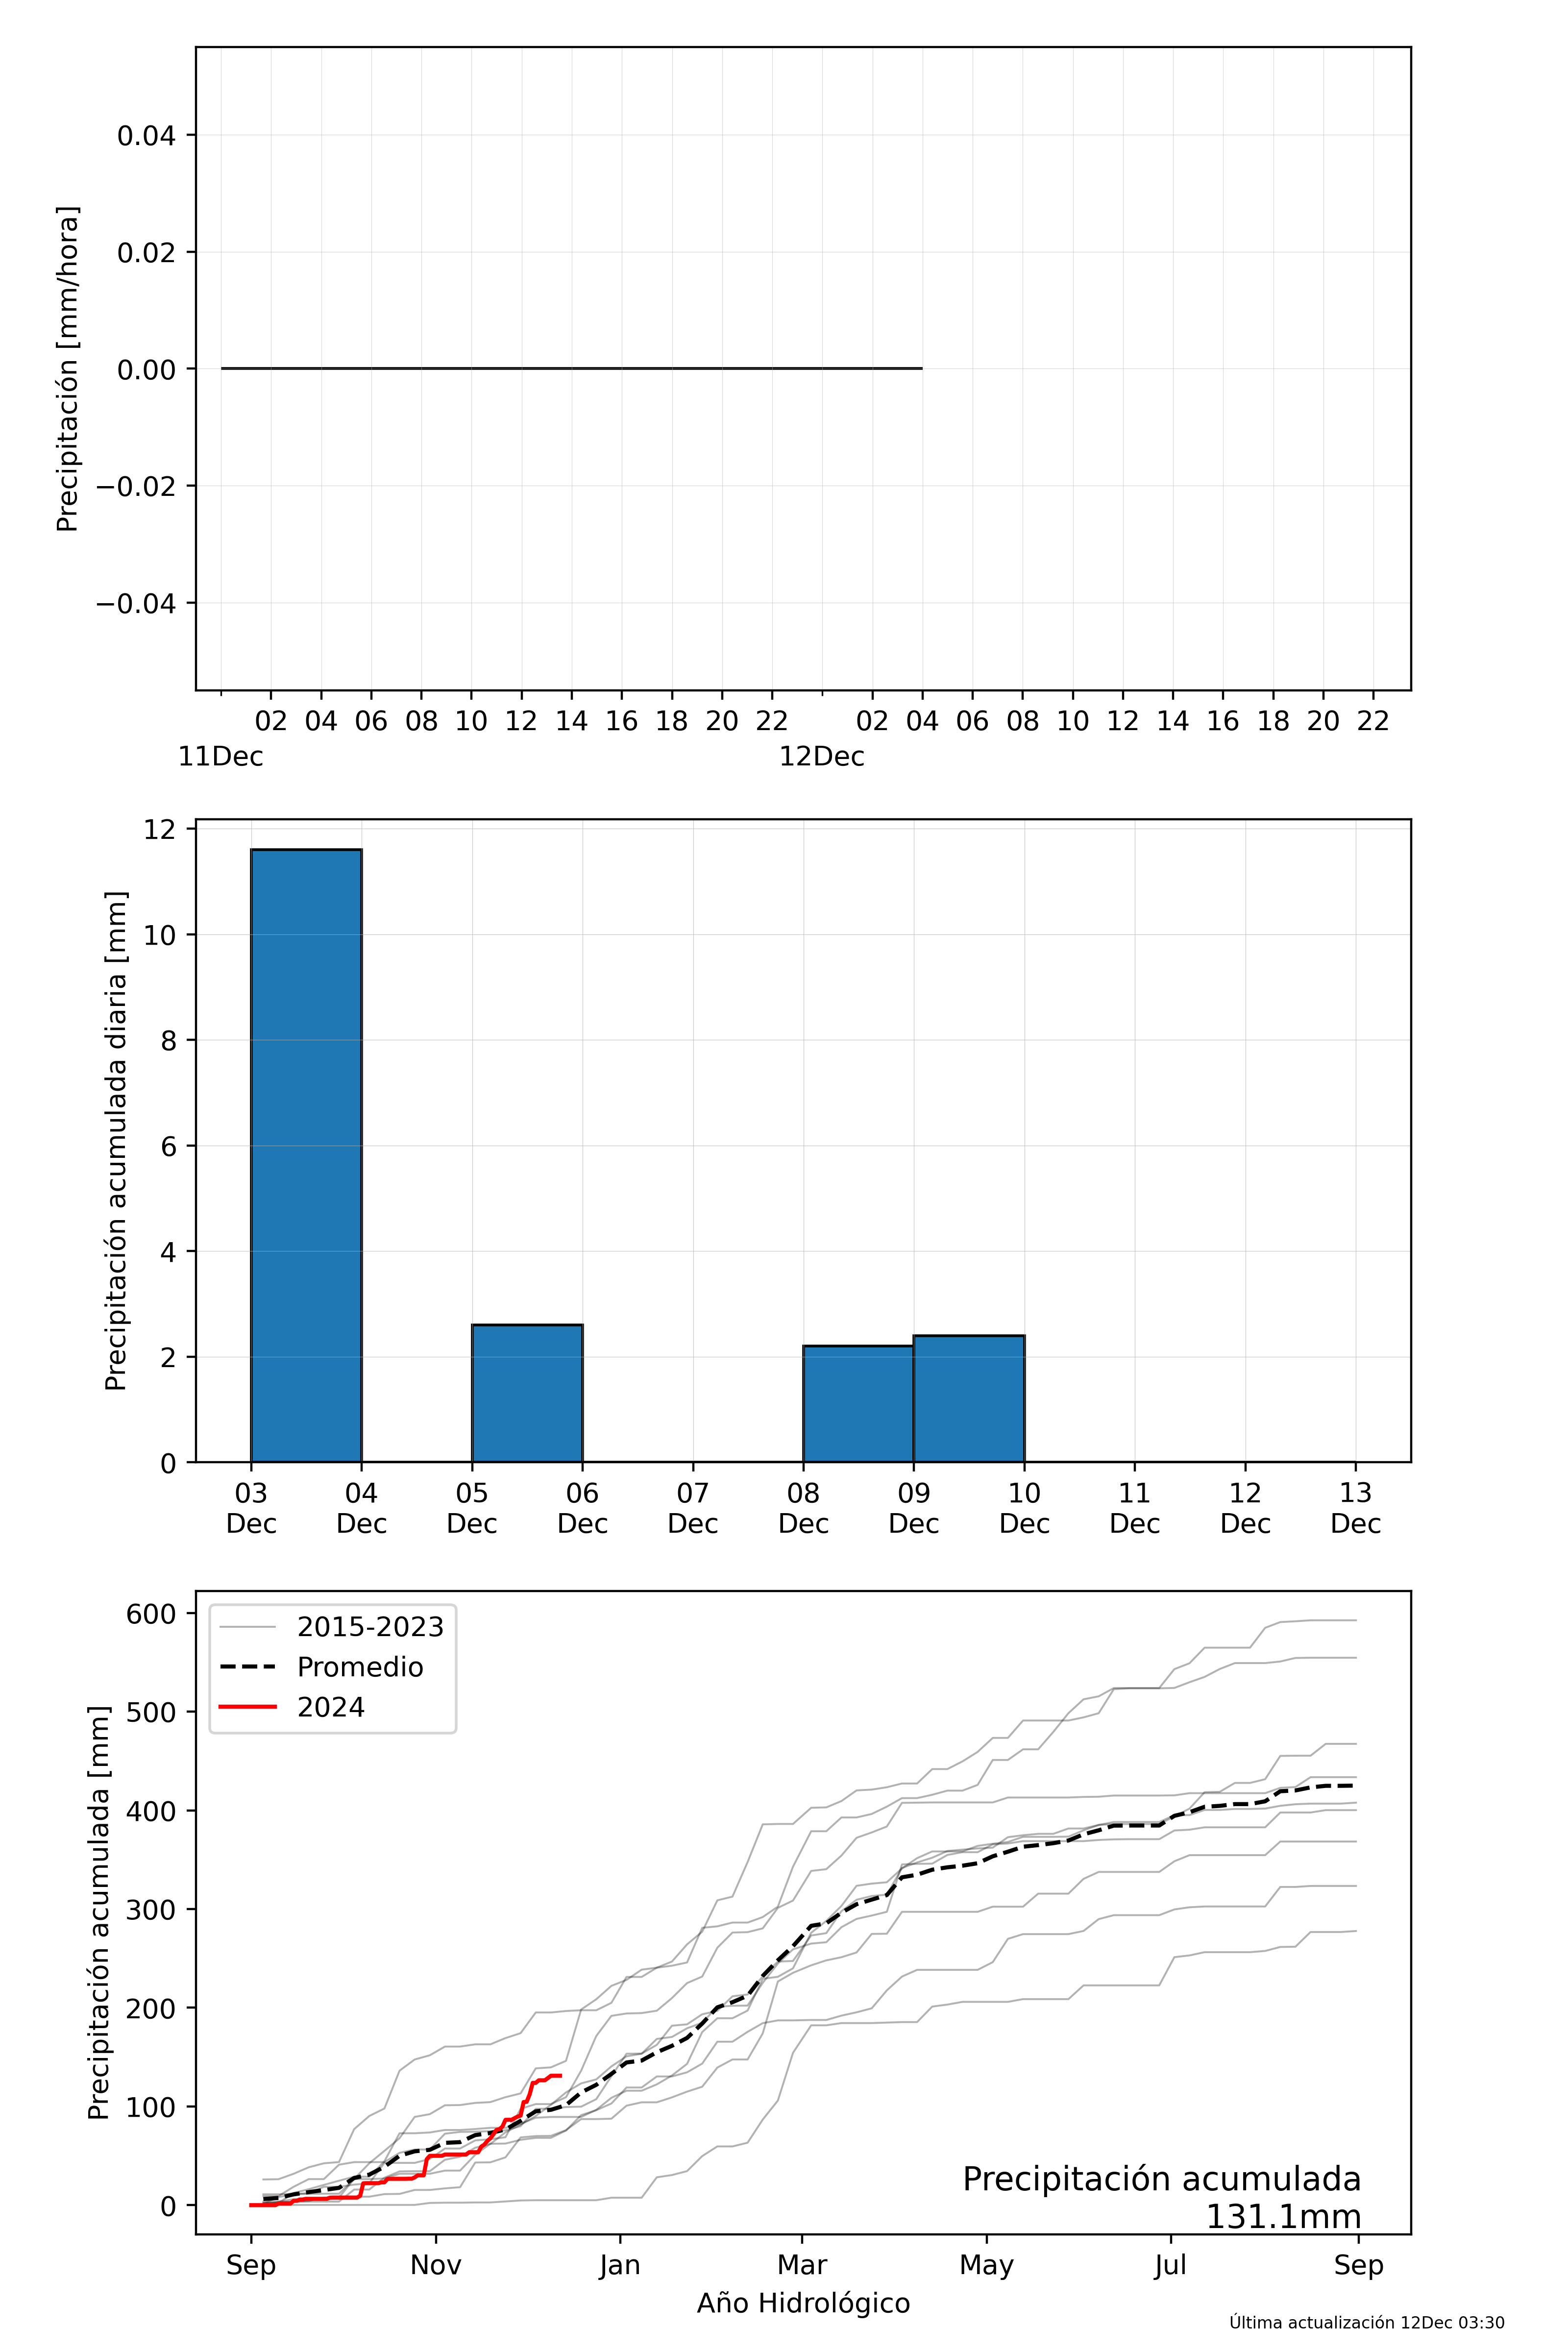 Precipitación [mm/hora]
0.04
0.02
0.00
−0.02
−0.04
02 04 06 08 10 12 14 16 18 20 22 02 04 06 08 10 12 14 16 18 20 22
11Dec 12Dec
Precipitación acumulada diaria [mm]
12
10
8
6
4
2
0
03 04 05 06 07 08 09 10 11 12 13
Dec Dec Dec Dec Dec Dec Dec Dec Dec Dec Dec
Precipitación acumulada [mm]
600
500
400
300
200
100
0
2015-2023
Promedio
2024
Precipitación acumulada
131.1mm
Sep Nov Jan Mar May Jul Sep
Año Hidrológico
Última actualización 12Dec 03:30